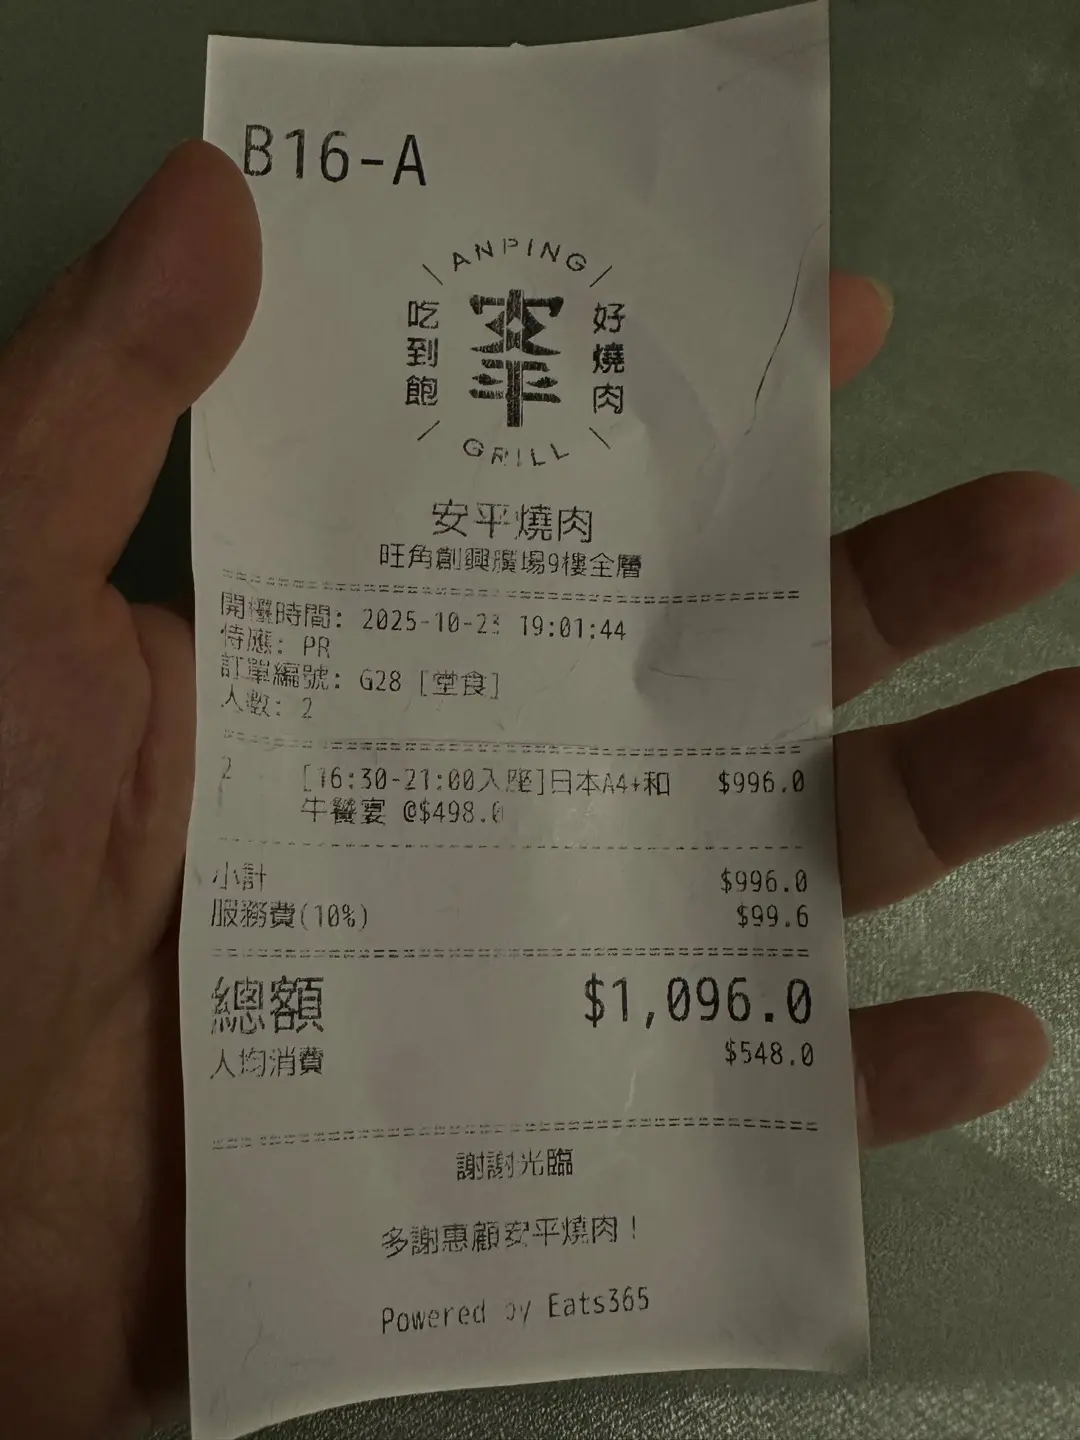 B16-A
ANPING
吃到飽
安平
好燒肉
GRILL
安平燒肉
旺角創興廣場9樓全層
開檯時間: 2025-10-23 19:01:44
侍應: PR
訂單編號: G28 [堂食]
人數: 2
2 [16:30-21:00入座]日本A4+和 $996.0
牛饗宴 @$498.0
小計 $996.0
服務費(10%) $99.6
總額 $1,096.0
人均消費 $548.0
謝謝光臨
多謝惠顧安平燒肉！
Powered by Eats365